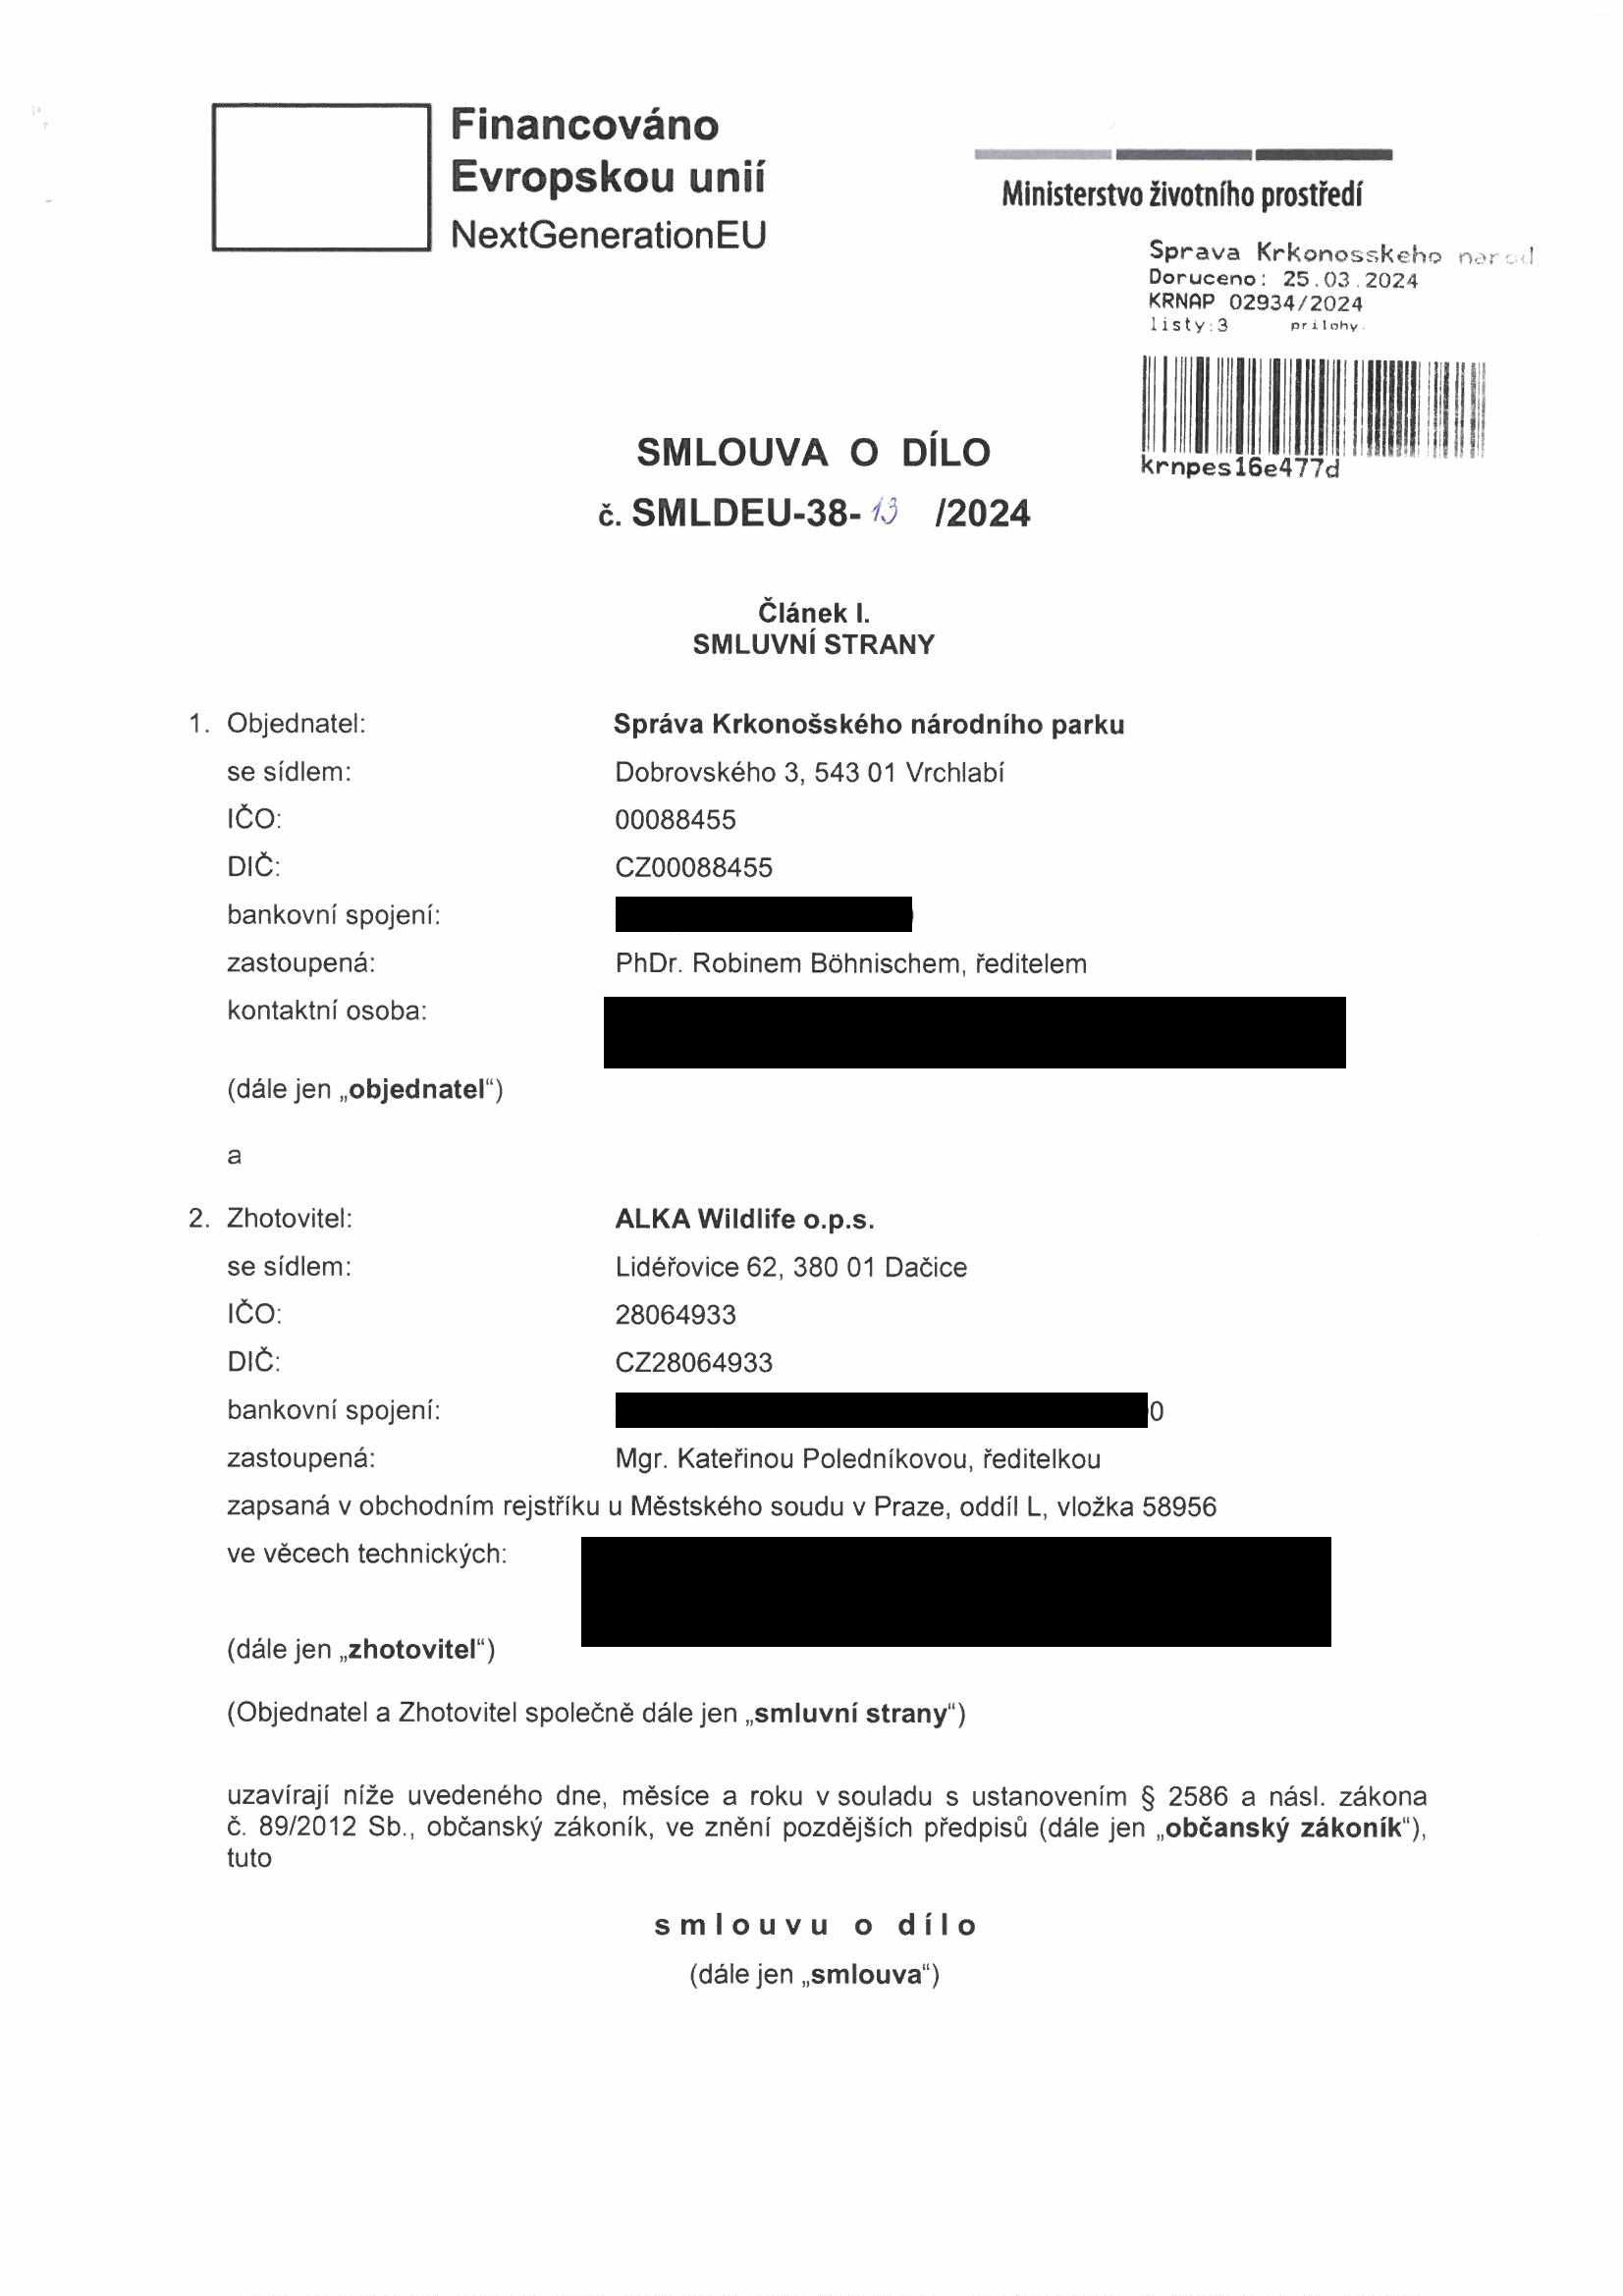 Financováno
Evropskou unií
NextGenerationEU
Ministerstvo životního prostředí
Sprava Krkonosskeho narod
Doruceno: 25.03.2024
KRNAP 02934/2024
listy:3 prilohy:
krnpes16e477d
SMLOUVA O DÍLO
č. SMLDEU-38- 13 /2024
Článek I.
SMLUVNÍ STRANY
1. Objednatel: Správa Krkonošského národního parku
se sídlem: Dobrovského 3, 543 01 Vrchlabí
IČO: 00088455
DIČ: CZ00088455
bankovní spojení:
zastoupená: PhDr. Robinem Böhnischem, ředitelem
kontaktní osoba:
(dále jen „objednatel“)
a
2. Zhotovitel: ALKA Wildlife o.p.s.
se sídlem: Lidéřovice 62, 380 01 Dačice
IČO: 28064933
DIČ: CZ28064933
bankovní spojení: 0
zastoupená: Mgr. Kateřinou Poledníkovou, ředitelkou
zapsaná v obchodním rejstříku u Městského soudu v Praze, oddíl L, vložka 58956
ve věcech technických:
(dále jen „zhotovitel“)
(Objednatel a Zhotovitel společně dále jen „smluvní strany“)
uzavírají níže uvedeného dne, měsíce a roku v souladu s ustanovením § 2586 a násl. zákona
č. 89/2012 Sb., občanský zákoník, ve znění pozdějších předpisů (dále jen „občanský zákoník“),
tuto
smlouvu o dílo
(dále jen „smlouva“)